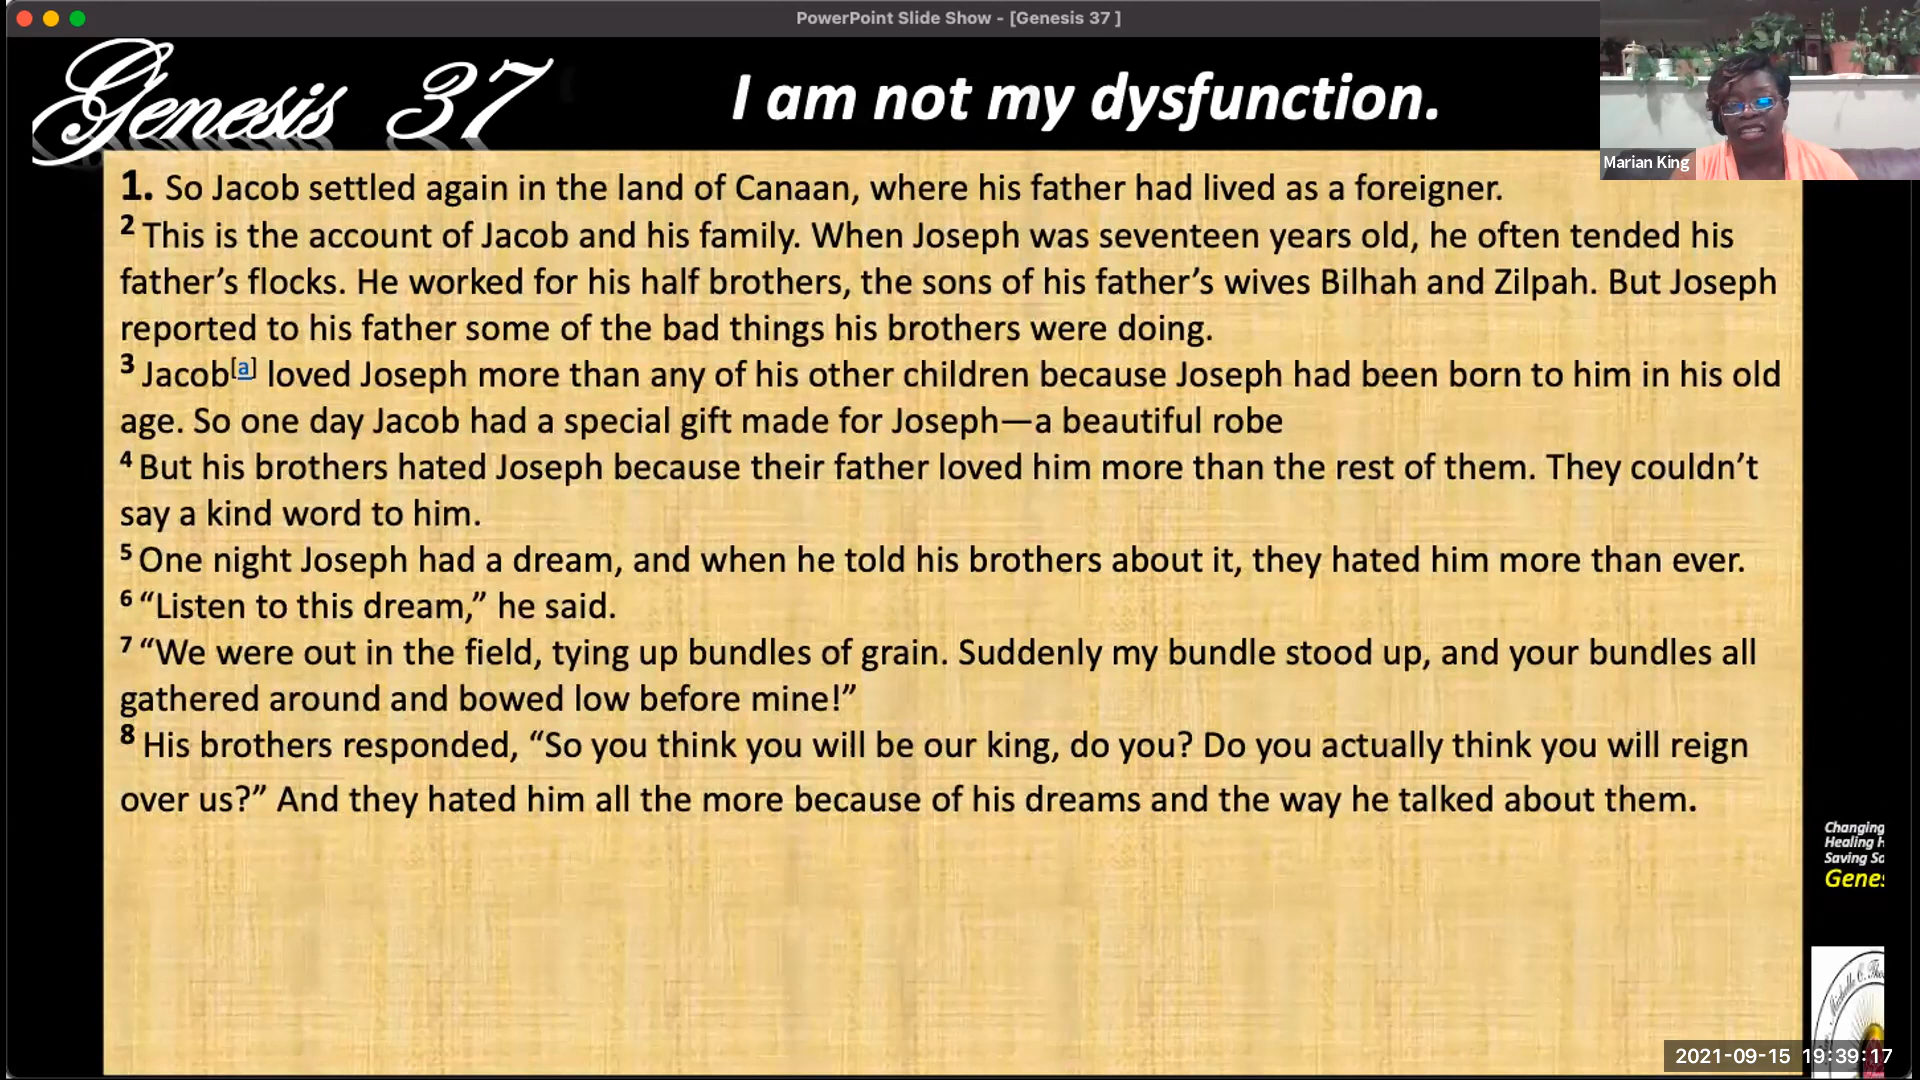 PowerPoint Slide Show - [Genesis 37 ]
Genesis 37
I am not my dysfunction.
Marian King
1. So Jacob settled again in the land of Canaan, where his father had lived as a foreigner.
2 This is the account of Jacob and his family. When Joseph was seventeen years old, he often tended his
father’s flocks. He worked for his half brothers, the sons of his father’s wives Bilhah and Zilpah. But Joseph
reported to his father some of the bad things his brothers were doing.
3 Jacob[a] loved Joseph more than any of his other children because Joseph had been born to him in his old
age. So one day Jacob had a special gift made for Joseph—a beautiful robe
4 But his brothers hated Joseph because their father loved him more than the rest of them. They couldn’t
say a kind word to him.
5 One night Joseph had a dream, and when he told his brothers about it, they hated him more than ever.
6 “Listen to this dream,” he said.
7 “We were out in the field, tying up bundles of grain. Suddenly my bundle stood up, and your bundles all
gathered around and bowed low before mine!”
8 His brothers responded, “So you think you will be our king, do you? Do you actually think you will reign
over us?” And they hated him all the more because of his dreams and the way he talked about them.
Changing
Healing H
Saving So
Genes
2021-09-15 19:39:17